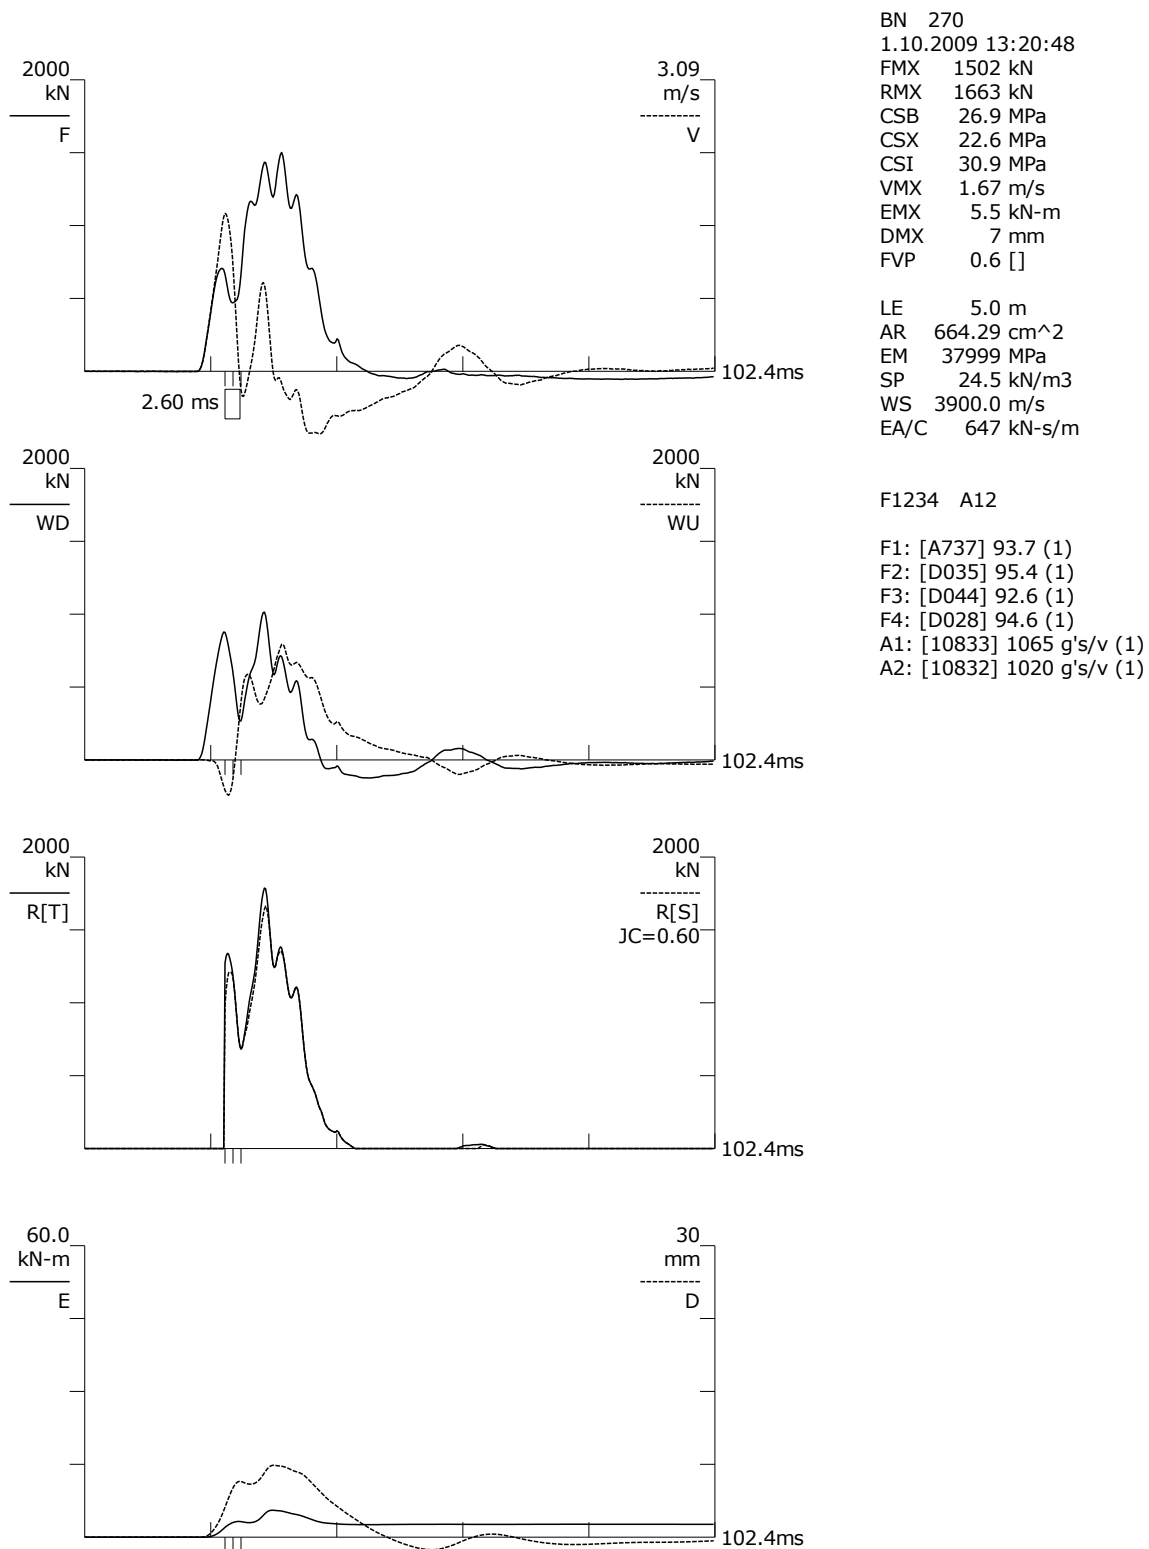 2000
kN
F
3.09
m/s
V
102.4ms
2.60 ms
2000
kN
WD
2000
kN
WU
102.4ms
2000
kN
R[T]
2000
kN
R[S]
JC=0.60
102.4ms
60.0
kN-m
E
30
mm
D
102.4ms
BN 270
1.10.2009 13:20:48
FMX 1502 kN
RMX 1663 kN
CSB 26.9 MPa
CSX 22.6 MPa
CSI 30.9 MPa
VMX 1.67 m/s
EMX 5.5 kN-m
DMX 7 mm
FVP 0.6 []
LE 5.0 m
AR 664.29 cm^2
EM 37999 MPa
SP 24.5 kN/m3
WS 3900.0 m/s
EA/C 647 kN-s/m
F1234 A12
F1: [A737] 93.7 (1)
F2: [D035] 95.4 (1)
F3: [D044] 92.6 (1)
F4: [D028] 94.6 (1)
A1: [10833] 1065 g's/v (1)
A2: [10832] 1020 g's/v (1)